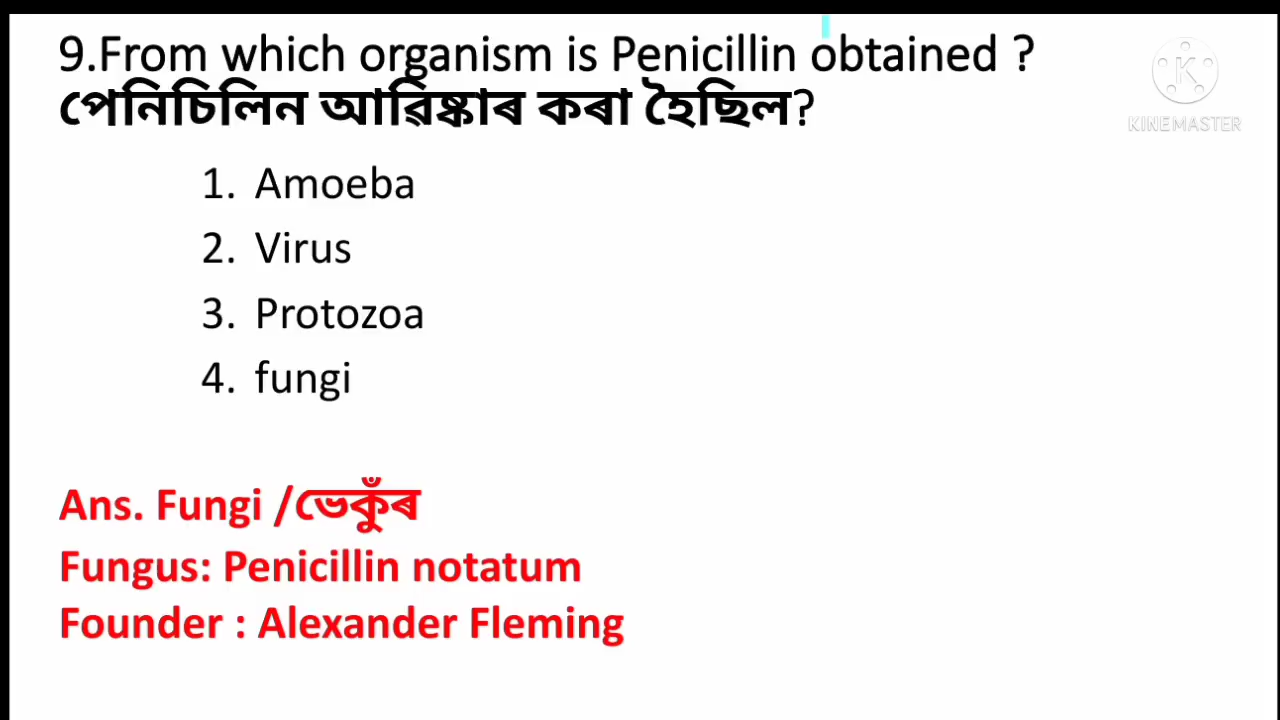 9.From which organism is Penicillin obtained ?
পেনিচিলিন আৱিষ্কাৰ কৰা হৈছিল?
K
KINEMASTER
1. Amoeba
2. Virus
3. Protozoa
4. fungi
Ans. Fungi /ভেকুঁৰ
Fungus: Penicillin notatum
Founder : Alexander Fleming